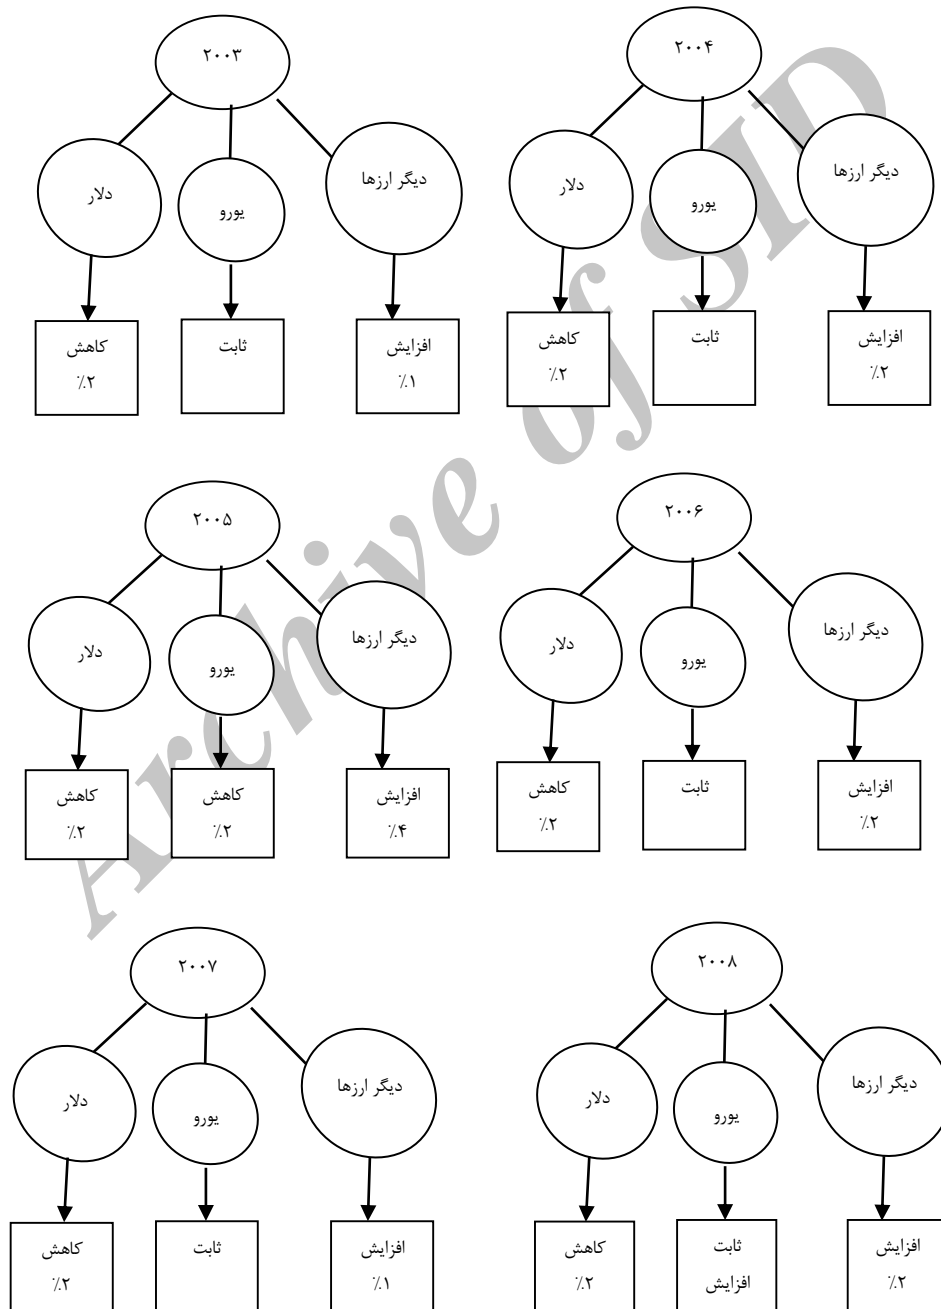 ۲۰۰۳
دلار
یورو
دیگر ارزها
کاهش
٪۲
ثابت
افزایش
٪۱
۲۰۰۴
دلار
یورو
دیگر ارزها
کاهش
٪۲
ثابت
افزایش
٪۲
۲۰۰۵
دلار
یورو
دیگر ارزها
کاهش
٪۲
کاهش
٪۲
افزایش
٪۴
۲۰۰۶
دلار
یورو
دیگر ارزها
کاهش
٪۲
ثابت
افزایش
٪۲
۲۰۰۷
دلار
یورو
دیگر ارزها
کاهش
٪۲
ثابت
افزایش
٪۱
۲۰۰۸
دلار
یورو
دیگر ارزها
کاهش
٪۲
ثابت
افزایش
افزایش
٪۲
Archive of SID